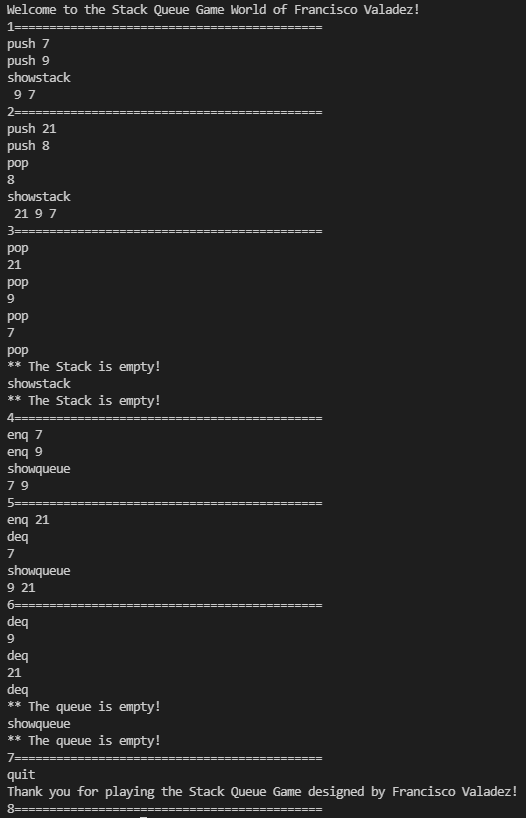 Welcome to the Stack Queue Game World of Francisco Valadez!
1============================================
push 7
push 9
showstack
 9 7
2============================================
push 21
push 8
pop
8
showstack
 21 9 7
3============================================
pop
21
pop
9
pop
7
pop
** The Stack is empty!
showstack
** The Stack is empty!
4============================================
enq 7
enq 9
showqueue
7 9
5============================================
enq 21
deq
7
showqueue
9 21
6============================================
deq
9
deq
21
deq
** The queue is empty!
showqueue
** The queue is empty!
7============================================
quit
Thank you for playing the Stack Queue Game designed by Francisco Valadez!
8============================================